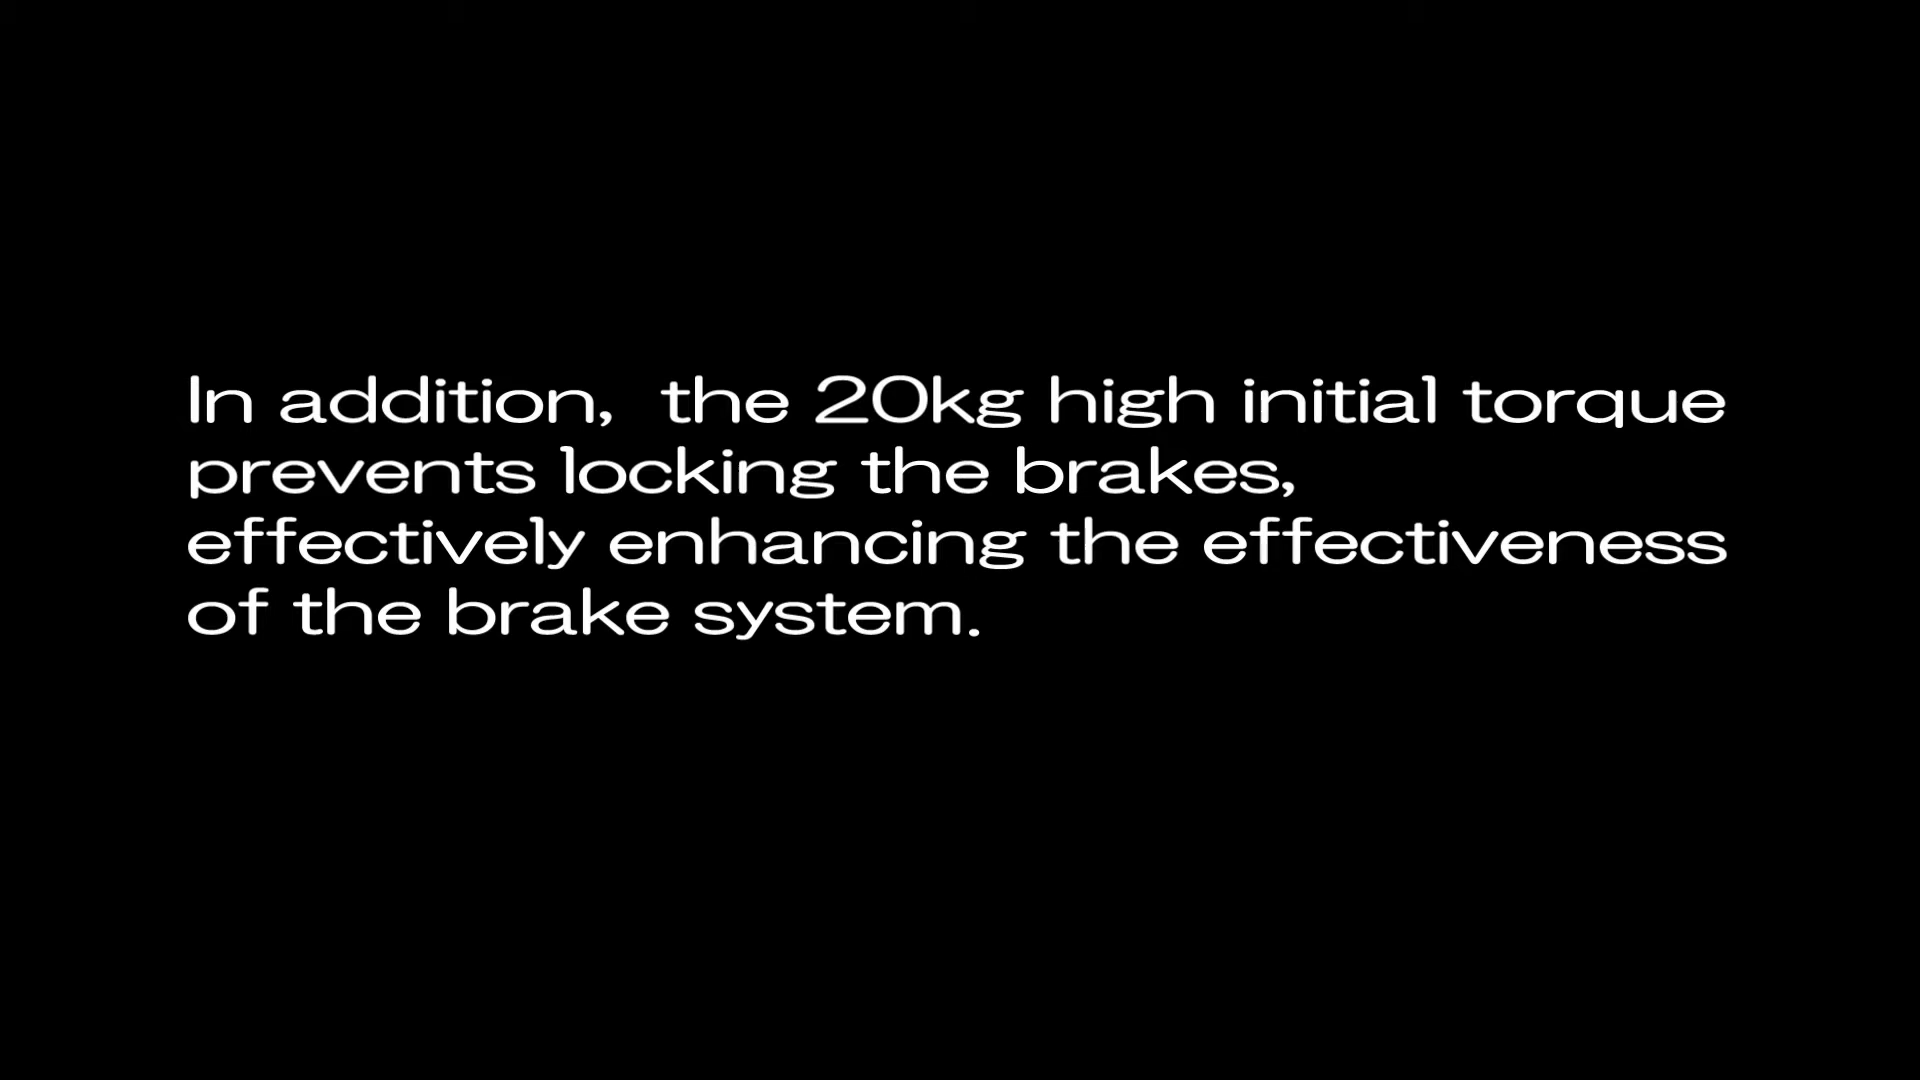 In addition,  the 20kg high initial torque
prevents locking the brakes,
effectively enhancing the effectiveness
of the brake system.